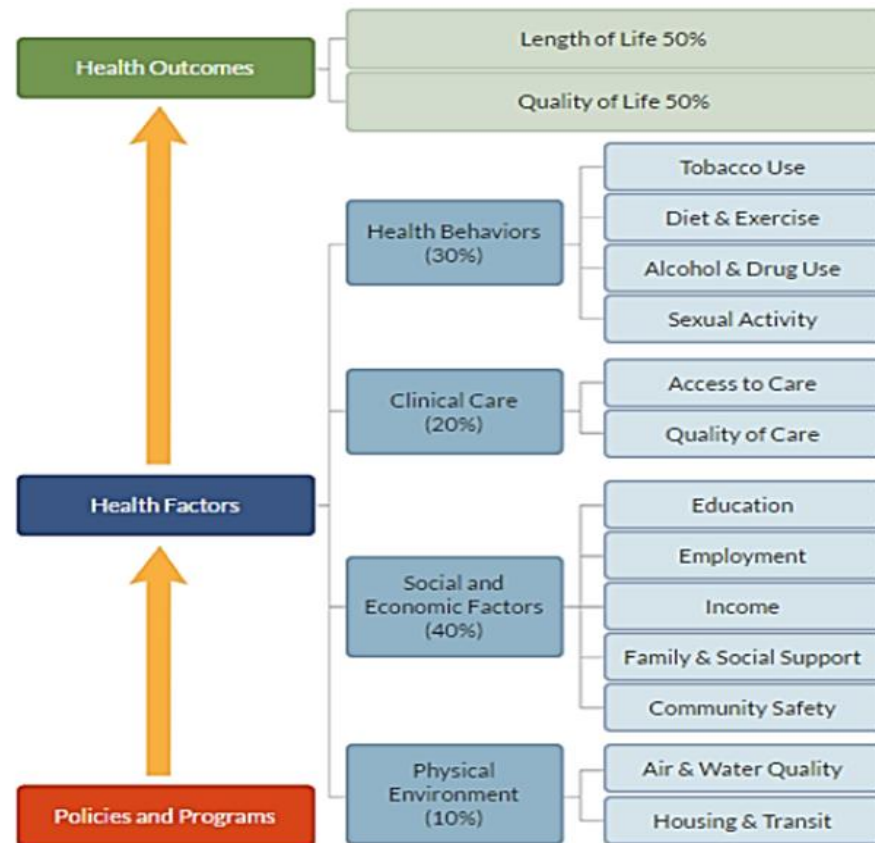 Health Outcomes
Length of Life 50%
Quality of Life 50%
Health Factors
Health Behaviors
(30%)
Tobacco Use
Diet & Exercise
Alcohol & Drug Use
Sexual Activity
Clinical Care
(20%)
Access to Care
Quality of Care
Social and
Economic Factors
(40%)
Education
Employment
Income
Family & Social Support
Community Safety
Physical
Environment
(10%)
Air & Water Quality
Housing & Transit
Policies and Programs